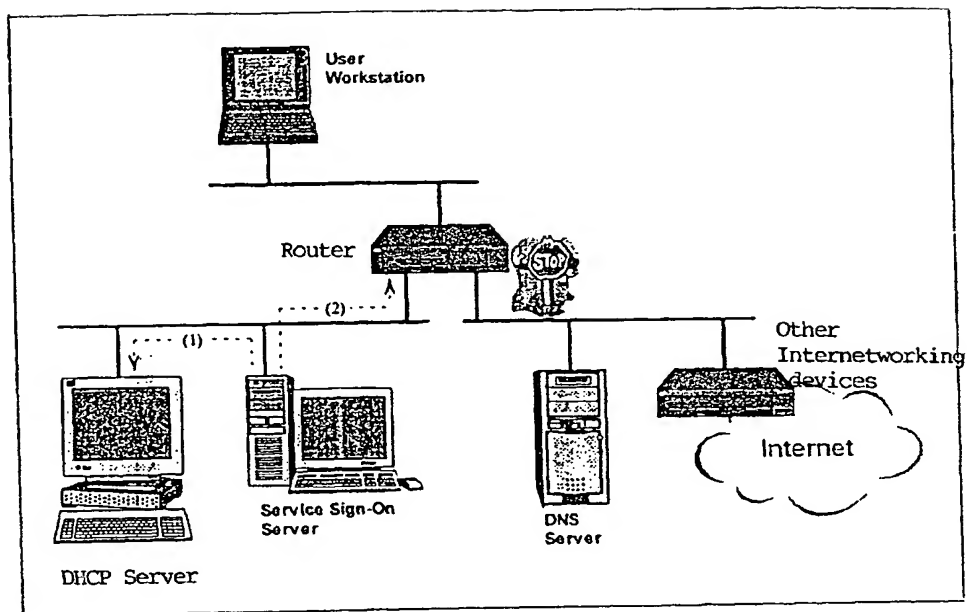 User
Workstation
Router
STOP
(2)
(1)
Other
Internetworking
devices
Internet
Service Sign-On
Server
DNS
Server
DHCP Server